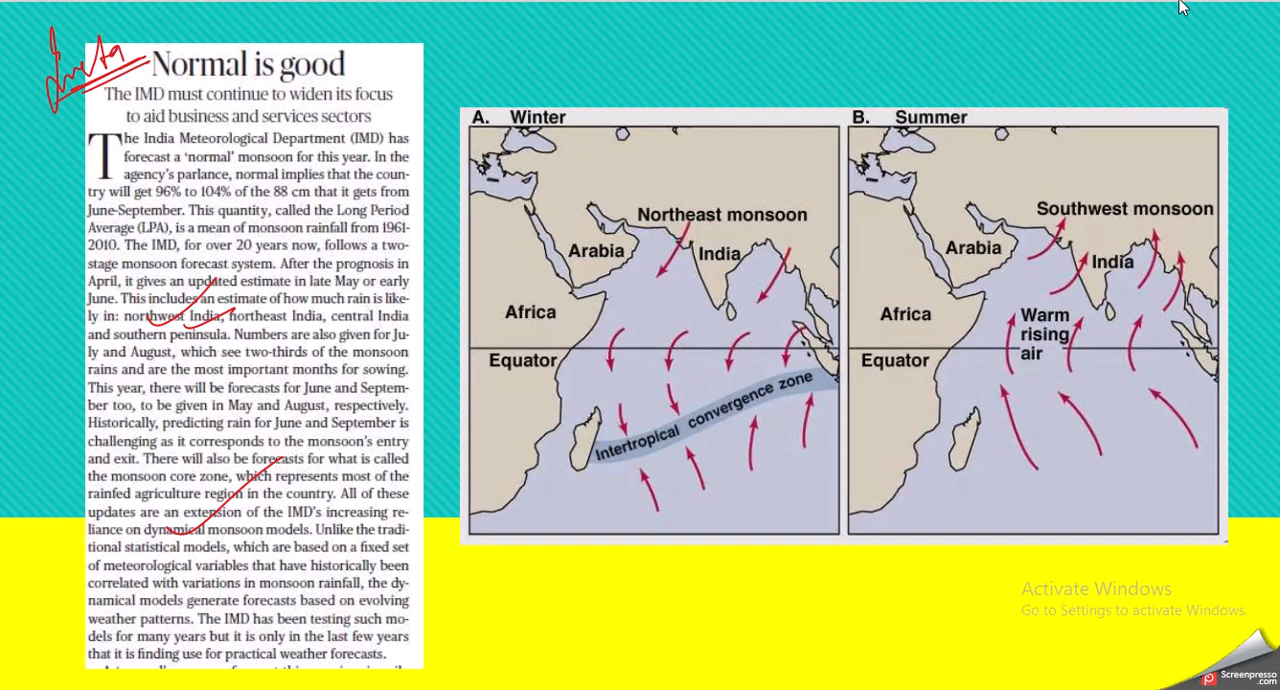 Normal is good
The IMD must continue to widen its focus
to aid business and services sectors
The India Meteorological Department (IMD) has
forecast a ‘normal’ monsoon for this year. In the
agency’s parlance, normal implies that the coun-
try will get 96% to 104% of the 88 cm that it gets from
June-September. This quantity, called the Long Period
Average (LPA), is a mean of monsoon rainfall from 1961-
2010. The IMD, for over 20 years now, follows a two-
stage monsoon forecast system. After the prognosis in
April, it gives an updated estimate in late May or early
June. This includes an estimate of how much rain is like-
ly in: northwest India, northeast India, central India
and southern peninsula. Numbers are also given for Ju-
ly and August, which see two-thirds of the monsoon
rains and are the most important months for sowing.
This year, there will be forecasts for June and Septem-
ber too, to be given in May and August, respectively.
Historically, predicting rain for June and September is
challenging as it corresponds to the monsoon’s entry
and exit. There will also be forecasts for what is called
the monsoon core zone, which represents most of the
rainfed agriculture region in the country. All of these
updates are an extension of the IMD’s increasing re-
liance on dynamical monsoon models. Unlike the tradi-
tional statistical models, which are based on a fixed set
of meteorological variables that have historically been
correlated with variations in monsoon rainfall, the dy-
namical models generate forecasts based on evolving
weather patterns. The IMD has been testing such mo-
dels for many years but it is only in the last few years
that it is finding use for practical weather forecasts.
A. Winter
Northeast monsoon
Arabia
India
Africa
Equator
Intertropical convergence zone
B. Summer
Southwest monsoon
Arabia
India
Africa
Warm
rising
air
Equator
Activate Windows
Go to Settings to activate Windows.
Screenpresso
.com